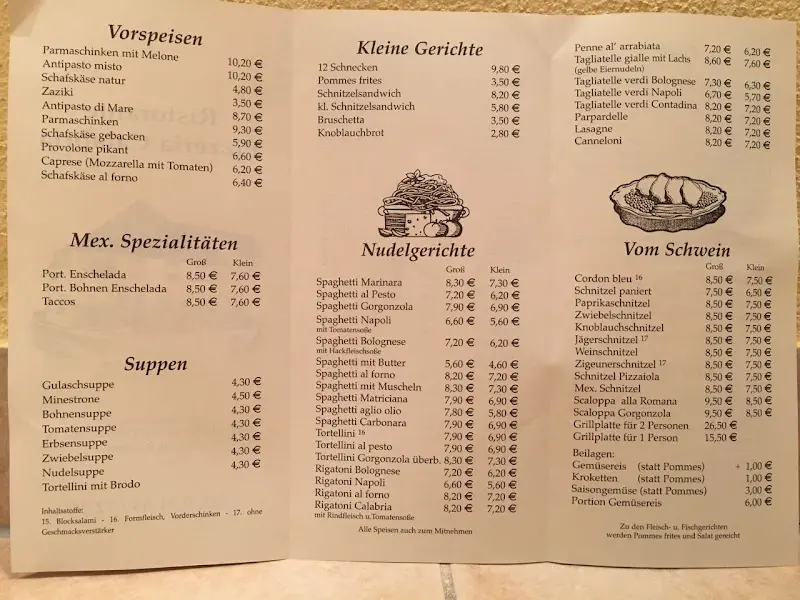 Vorspeisen
Parmaschinken mit Melone 10,20 €
Antipasto misto 10,20 €
Schafskäse natur 4,80 €
Zaziki 3,50 €
Antipasto di Mare 8,70 €
Parmaschinken 9,30 €
Schafskäse gebacken 5,90 €
Provolone pikant 6,60 €
Caprese (Mozzarella mit Tomaten) 6,20 €
Schafskäse al forno 6,40 €
Mex. Spezialitäten
Groß Klein
Port. Enschelada 8,50 € 7,60 €
Port. Bohnen Enschelada 8,50 € 7,60 €
Taccos 8,50 € 7,60 €
Suppen
Gulaschsuppe 4,30 €
Minestrone 4,50 €
Bohnensuppe 4,30 €
Tomatensuppe 4,30 €
Erbsensuppe 4,30 €
Zwiebelsuppe 4,30 €
Nudelsuppe 4,30 €
Tortellini mit Brodo
Inhaltsstoffe:
15. Blocksalami - 16. Formfleisch, Vorderschinken - 17. ohne
Geschmacksverstärker
Kleine Gerichte
12 Schnecken 9,80 €
Pommes frites 3,50 €
Schnitzelsandwich 8,20 €
kl. Schnitzelsandwich 5,80 €
Bruschetta 3,50 €
Knoblauchbrot 2,80 €
Nudelgerichte
Groß Klein
Spaghetti Marinara 8,30 € 7,30 €
Spaghetti al Pesto 7,20 € 6,20 €
Spaghetti Gorgonzola 7,90 € 6,90 €
Spaghetti Napoli 6,60 € 5,60 €
mit Tomatensoße
Spaghetti Bolognese 7,20 € 6,20 €
mit Hackfleischsoße
Spaghetti mit Butter 5,60 € 4,60 €
Spaghetti al forno 8,20 € 7,20 €
Spaghetti mit Muscheln 8,30 € 7,30 €
Spaghetti Matriciana 7,90 € 6,90 €
Spaghetti aglio olio 7,80 € 5,80 €
Spaghetti Carbonara 7,90 € 6,90 €
Tortellini 16 7,90 € 6,90 €
Tortellini al pesto 7,90 € 6,90 €
Tortellini Gorgonzola überb. 8,30 € 7,30 €
Rigatoni Bolognese 7,20 € 6,20 €
Rigatoni Napoli 6,60 € 5,60 €
Rigatoni al forno 8,20 € 7,20 €
Rigatoni Calabria 8,20 € 7,20 €
mit Rindfleisch u.Tomatensoße
Alle Speisen auch zum Mitnehmen
Penne al' arrabiata 7,20 € 6,20 €
Tagliatelle gialle mit Lachs 8,60 € 7,60 €
(gelbe Eiernudeln)
Tagliatelle verdi Bolognese 7,30 € 6,30 €
Tagliatelle verdi Napoli 6,70 € 5,70 €
Tagliatelle verdi Contadina 8,20 € 7,20 €
Parpardelle 8,20 € 7,20 €
Lasagne 8,20 € 7,20 €
Canneloni 8,20 € 7,20 €
Vom Schwein
Groß Klein
Cordon bleu 16 8,50 € 7,50 €
Schnitzel paniert 7,50 € 6,50 €
Paprikaschnitzel 8,50 € 7,50 €
Zwiebelschnitzel 8,50 € 7,50 €
Knoblauchschnitzel 8,50 € 7,50 €
Jägerschnitzel 17 8,50 € 7,50 €
Weinschnitzel 8,50 € 7,50 €
Zigeunerschnitzel 17 8,50 € 7,50 €
Schnitzel Pizzaiola 8,50 € 7,50 €
Mex. Schnitzel 8,50 € 7,50 €
Scaloppa alla Romana 9,50 € 8,50 €
Scaloppa Gorgonzola 9,50 € 8,50 €
Grillplatte für 2 Personen 26,50 €
Grillplatte für 1 Person 15,50 €
Beilagen:
Gemüsereis (statt Pommes) + 1,00 €
Kroketten (statt Pommes) 1,00 €
Saisongemüse (statt Pommes) 3,00 €
Portion Gemüsereis 6,00 €
Zu den Fleisch- u. Fischgerichten
werden Pommes frites und Salat gereicht